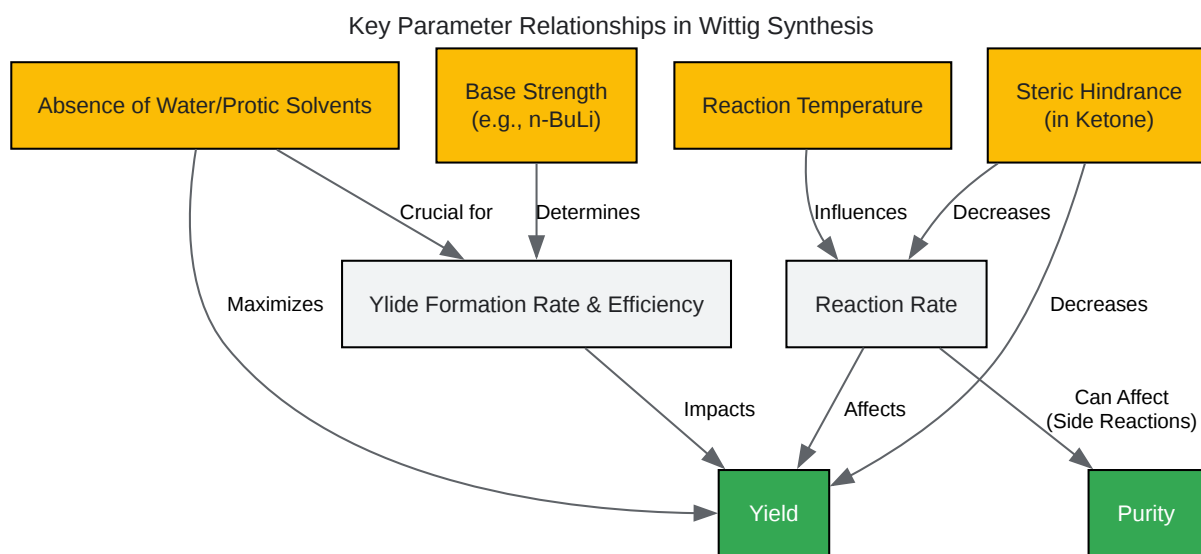 Key Parameter Relationships in Wittig Synthesis
Absence of Water/Protic Solvents
Base Strength
(e.g., n-BuLi)
Reaction Temperature
Steric Hindrance
(in Ketone)
Crucial for
Determines
Influences
Decreases
Maximizes
Ylide Formation Rate & Efficiency
Reaction Rate
Decreases
Impacts
Affects
Can Affect
(Side Reactions)
Yield
Purity